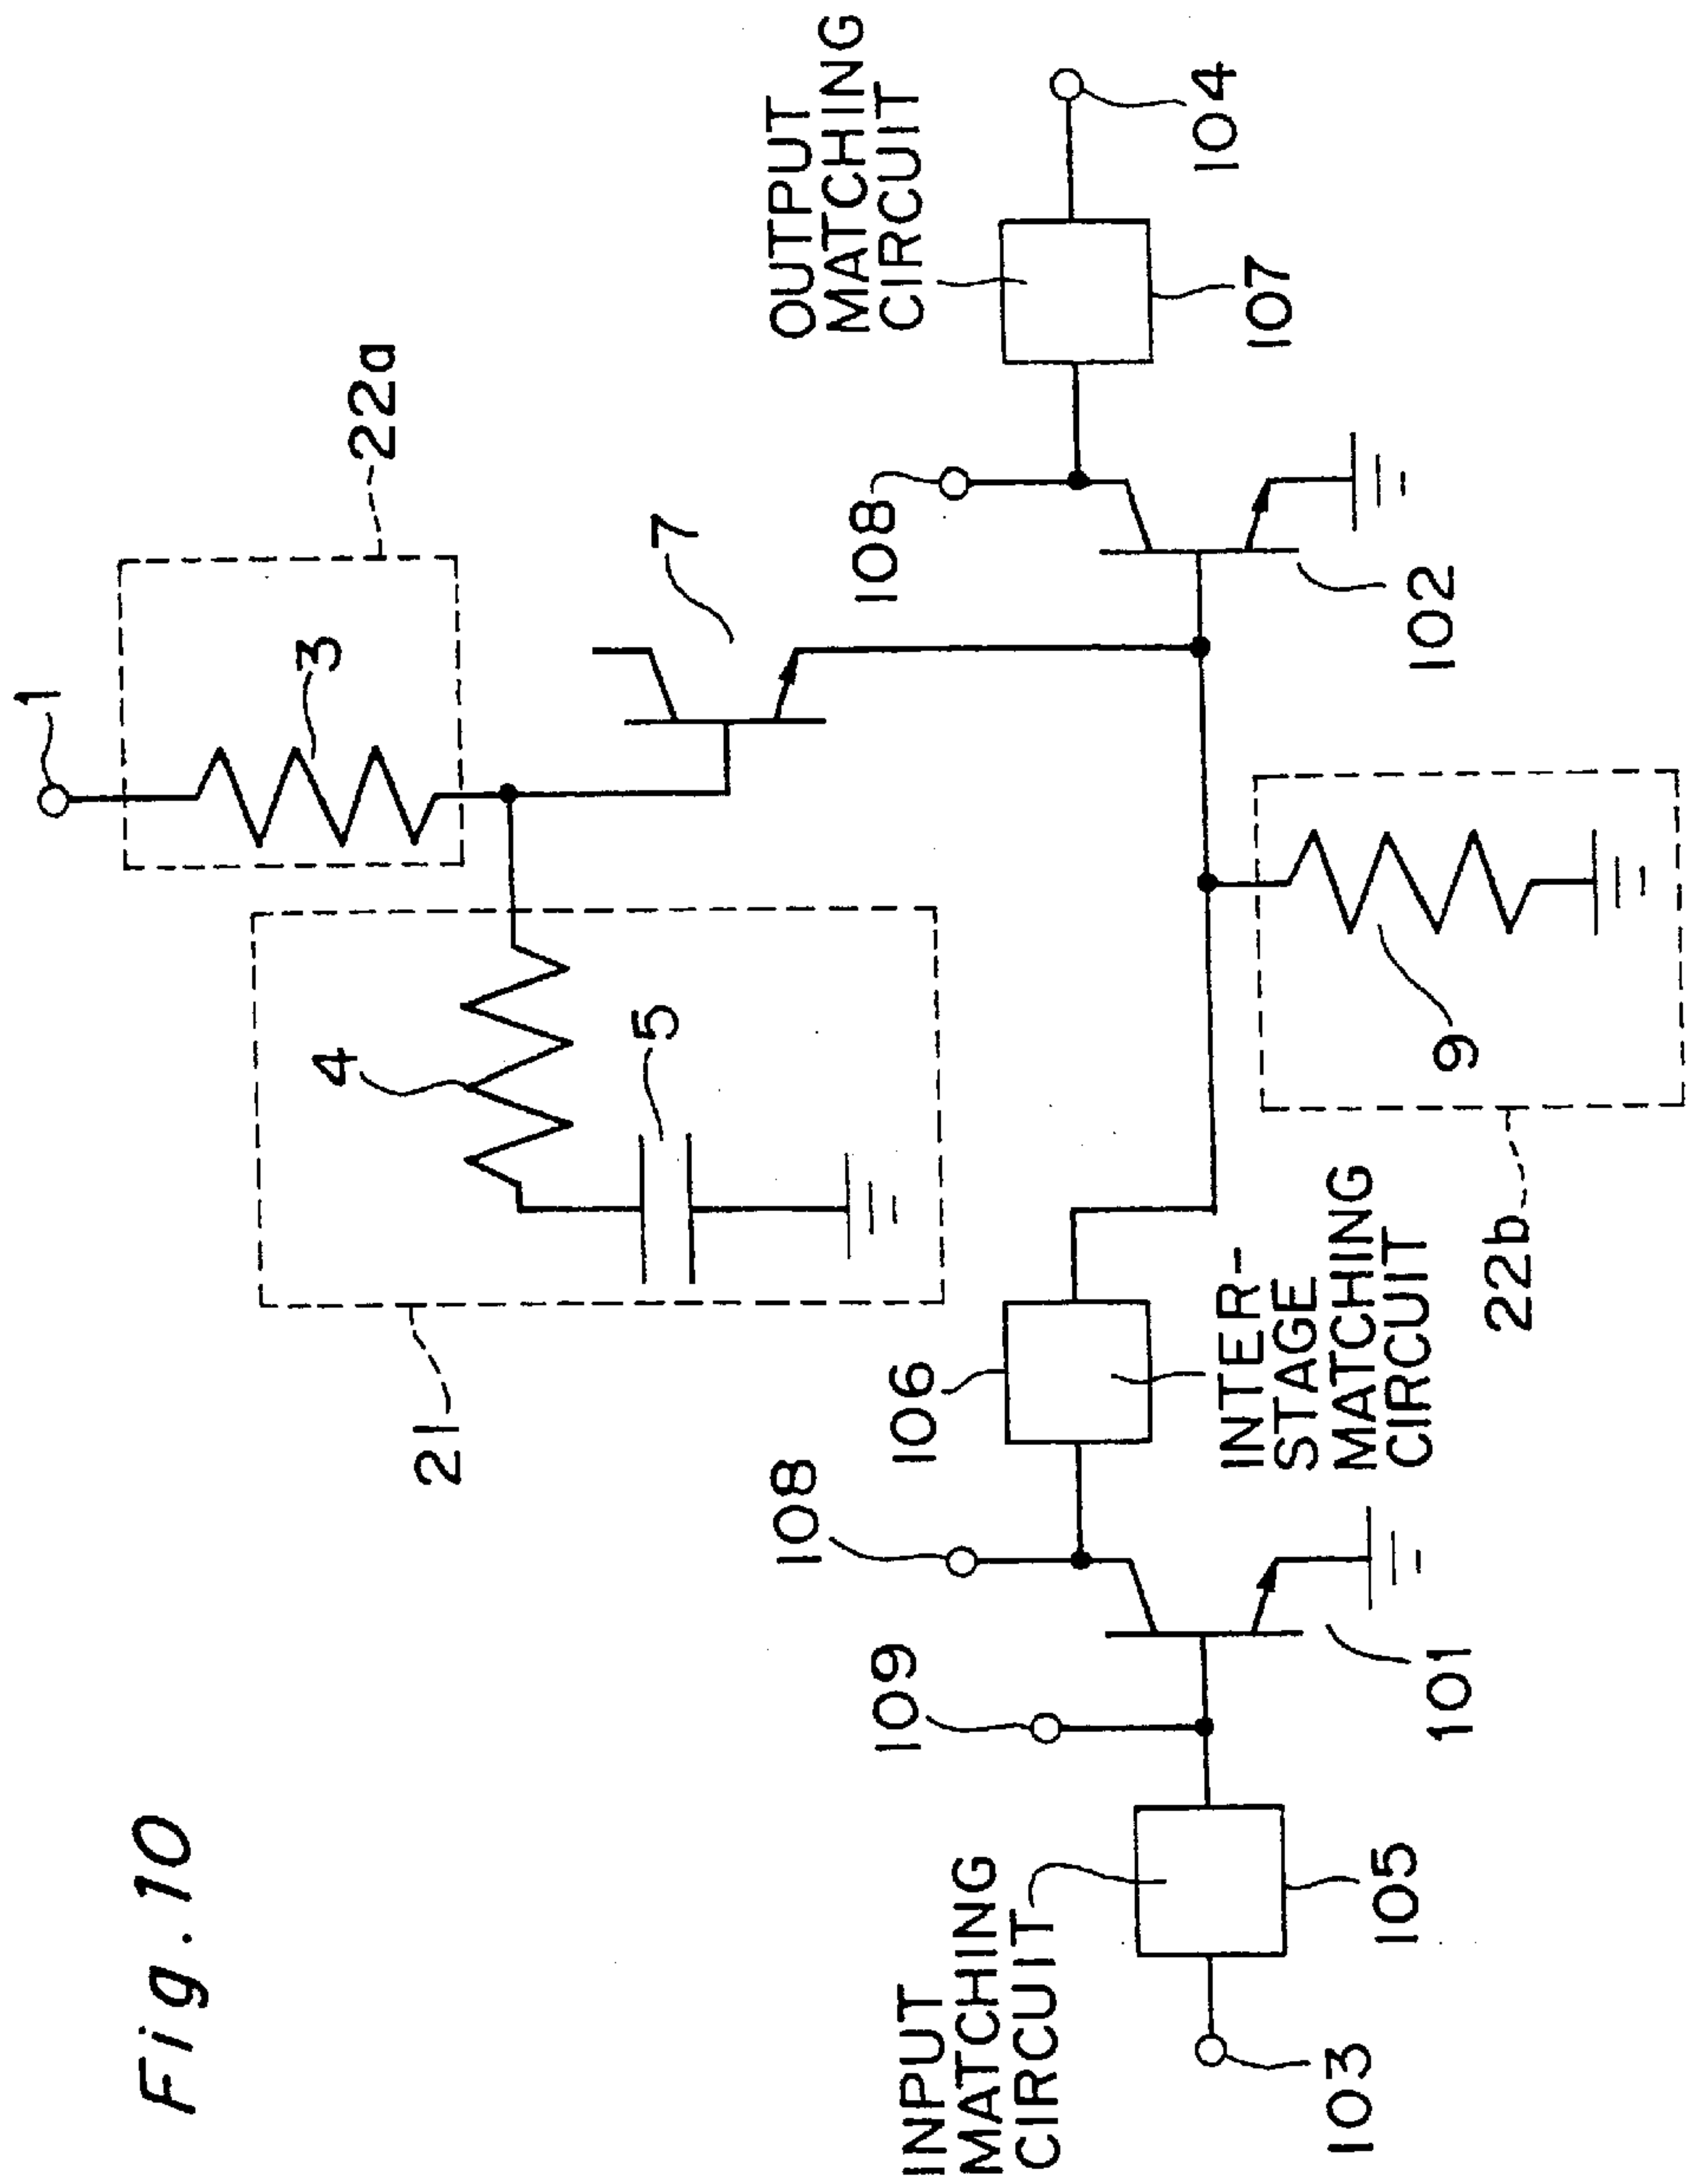 Fig. 10
1
3
22a
4
5
21
7
108
OUTPUT
MATCHING
CIRCUIT
104
107
102
9
22b
106
INTER-
STAGE
MATCHING
CIRCUIT
108
109
101
INPUT
MATCHING
CIRCUIT
105
103